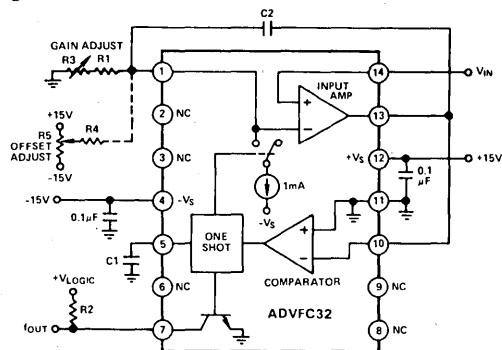 C2
GAIN ADJUST
R3 R1
1
14
VIN
INPUT
AMP
+15V
2 NC
13
R5 R4
OFFSET
ADJUST
3 NC
+VS 12
+15V
-15V
0.1
µF
1mA
-15V
4 -VS
-VS
11
0.1µF
5
ONE
SHOT
10
C1
COMPARATOR
+VLOGIC
6 NC
9 NC
R2
ADVFC32
fOUT
7
8 NC
+
−
+
−